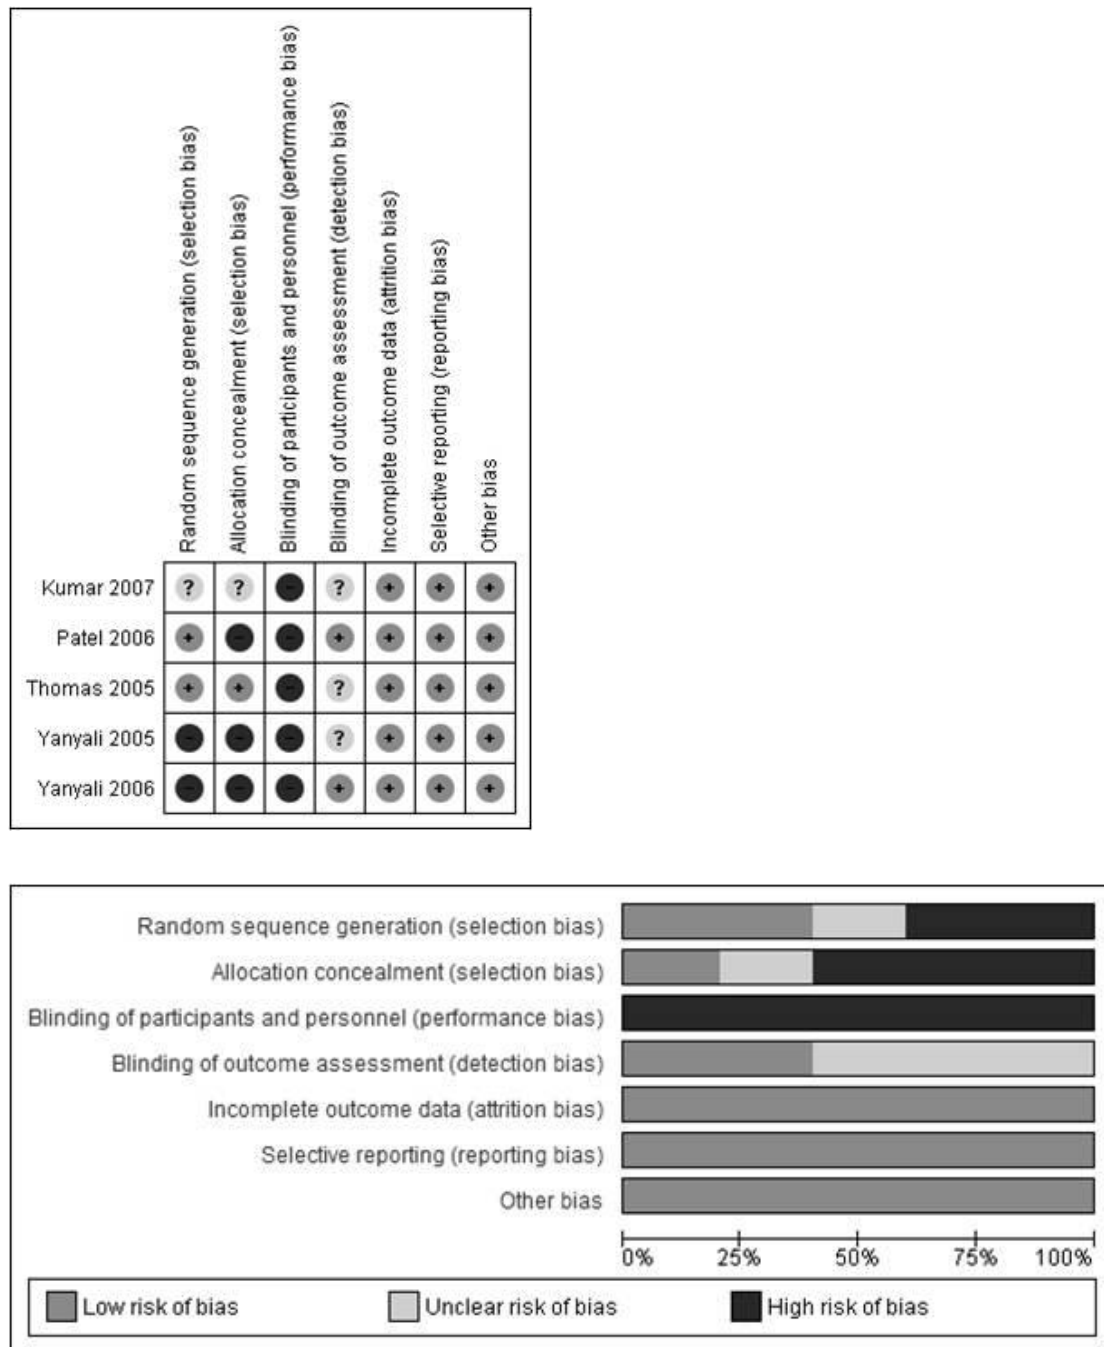 Random sequence generation (selection bias)
Allocation concealment (selection bias)
Blinding of participants and personnel (performance bias)
Blinding of outcome assessment (detection bias)
Incomplete outcome data (attrition bias)
Selective reporting (reporting bias)
Other bias
Kumar 2007 ? ? - ? + + +
Patel 2006 + - - + + + +
Thomas 2005 + + - ? + + +
Yanyali 2005 - - - ? + + +
Yanyali 2006 - - - + + + +
Random sequence generation (selection bias)
Allocation concealment (selection bias)
Blinding of participants and personnel (performance bias)
Blinding of outcome assessment (detection bias)
Incomplete outcome data (attrition bias)
Selective reporting (reporting bias)
Other bias
0% 25% 50% 75% 100%
Low risk of bias Unclear risk of bias High risk of bias